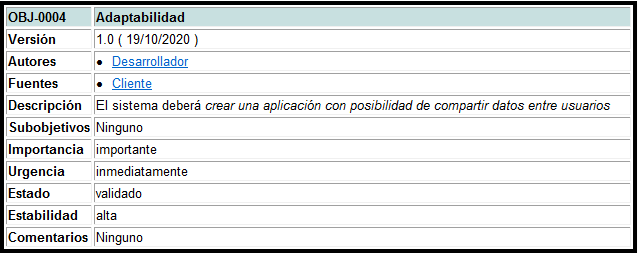 OBJ-0004 Adaptabilidad
Versión 1.0 ( 19/10/2020 )
Autores • Desarrollador
Fuentes • Cliente
Descripción El sistema deberá crear una aplicación con posibilidad de compartir datos entre usuarios
Subobjetivos Ninguno
Importancia importante
Urgencia inmediatamente
Estado validado
Estabilidad alta
Comentarios Ninguno